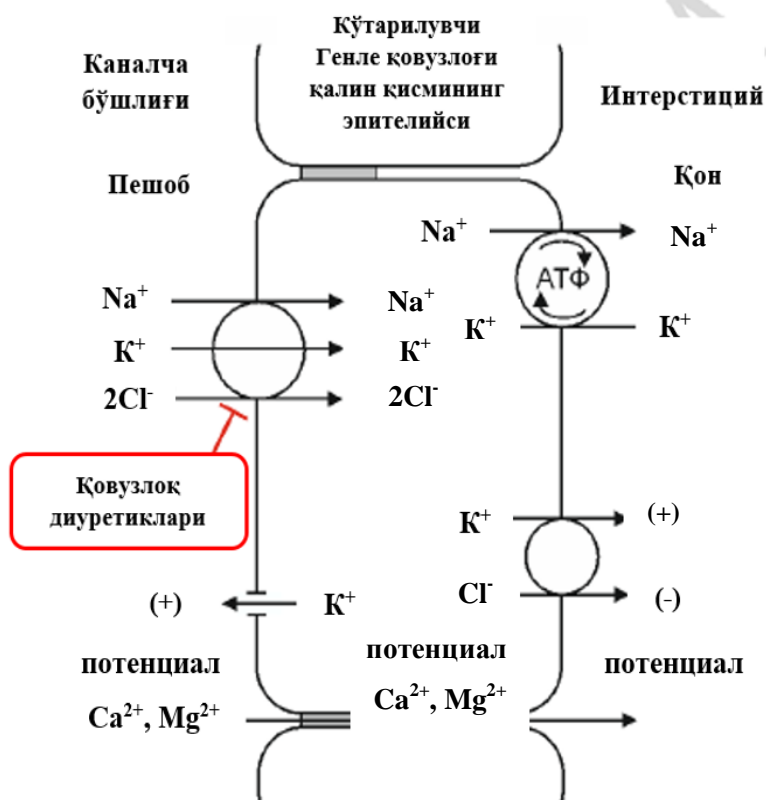 Кўтарилувчи
Генле қовузлоғи
қалин қисмининг
эпителийси
Каналча
бўшлиғи
Интерстиций
Пешоб
Қон
Na⁺
Na⁺
АТФ
K⁺
K⁺
Na⁺
Na⁺
K⁺
K⁺
2Cl⁻
2Cl⁻
Қовузлоқ
диуретиклари
K⁺
(+)
Cl⁻
(-)
(+)
K⁺
потенциал
потенциал
потенциал
Ca²⁺, Mg²⁺
Ca²⁺, Mg²⁺